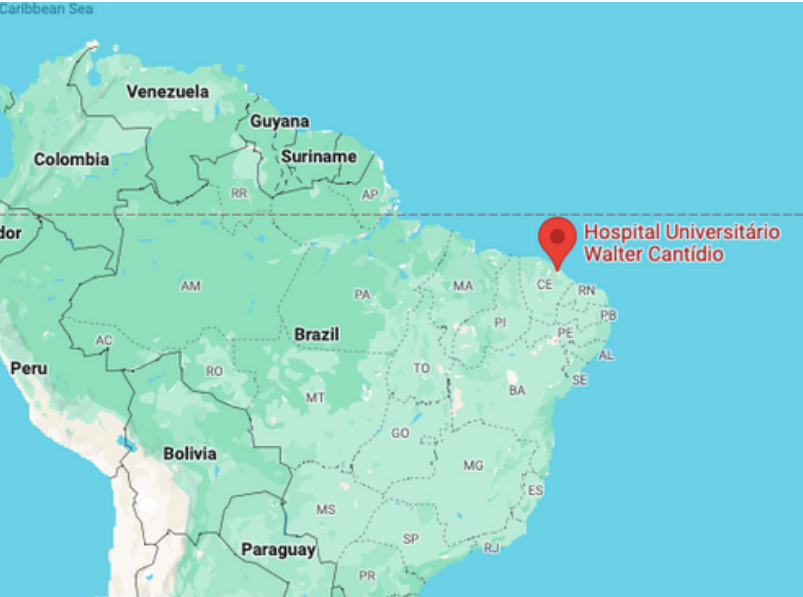 Caribbean Sea
Venezuela
Guyana
Colombia
Suriname
RR
AP
dor
Hospital Universitário
Walter Cantídio
AM
PA
MA
CE
RN
PB
PI
PE
Brazil
AC
AL
Peru
RO
TO
SE
MT
BA
GO
Bolivia
MG
ES
MS
SP
RJ
Paraguay
PR